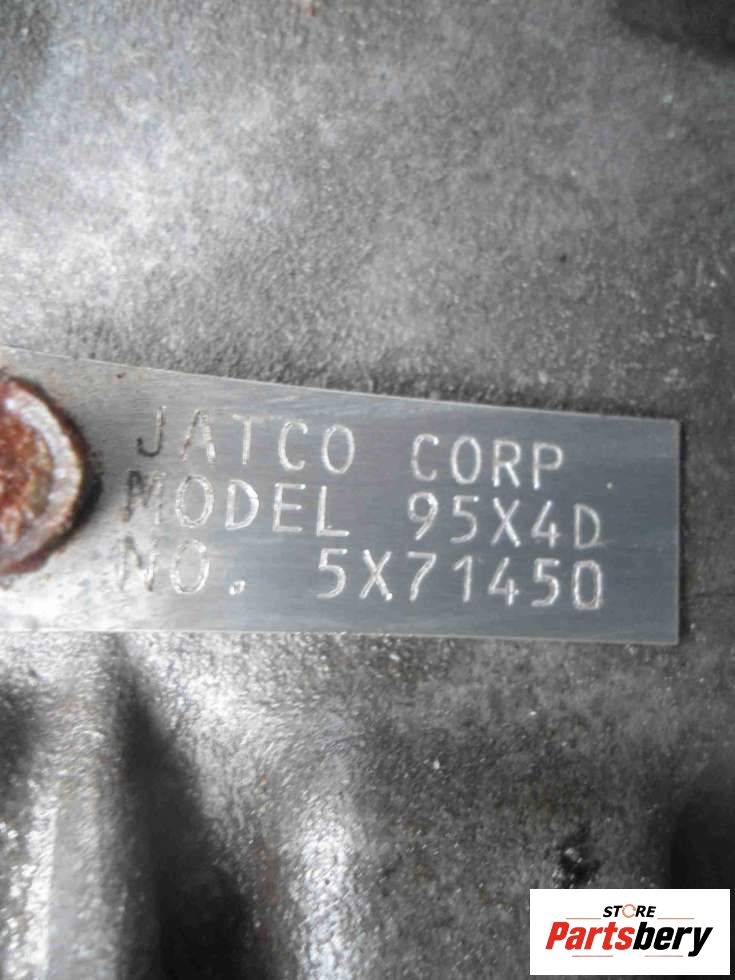 JATCO CORP
MODEL 95X4D
NO. 5X71450
STORE
Partsbery